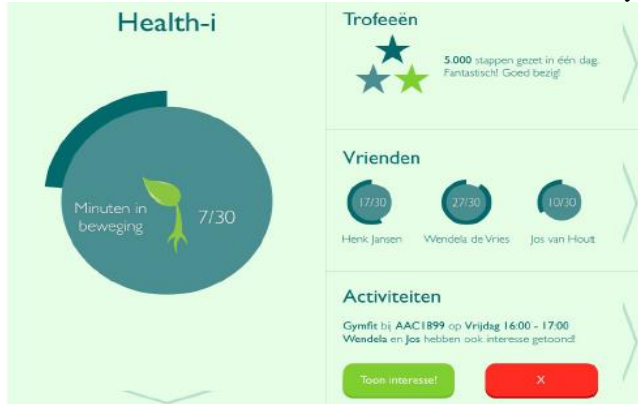 Health-i
Minuten in
beweging
7/30
Trofeeën
5.000 stappen gezet in één dag.
Fantastisch! Goed bezig!
Vrienden
17/30
27/30
10/30
Henk Jansen
Wendela de Vries
Jos van Houtt
Activiteiten
Gymfit bij AAC1899 op Vrijdag 16:00 - 17:00
Wendela en Jos hebben ook interesse getoond!
Toon interesse!
X